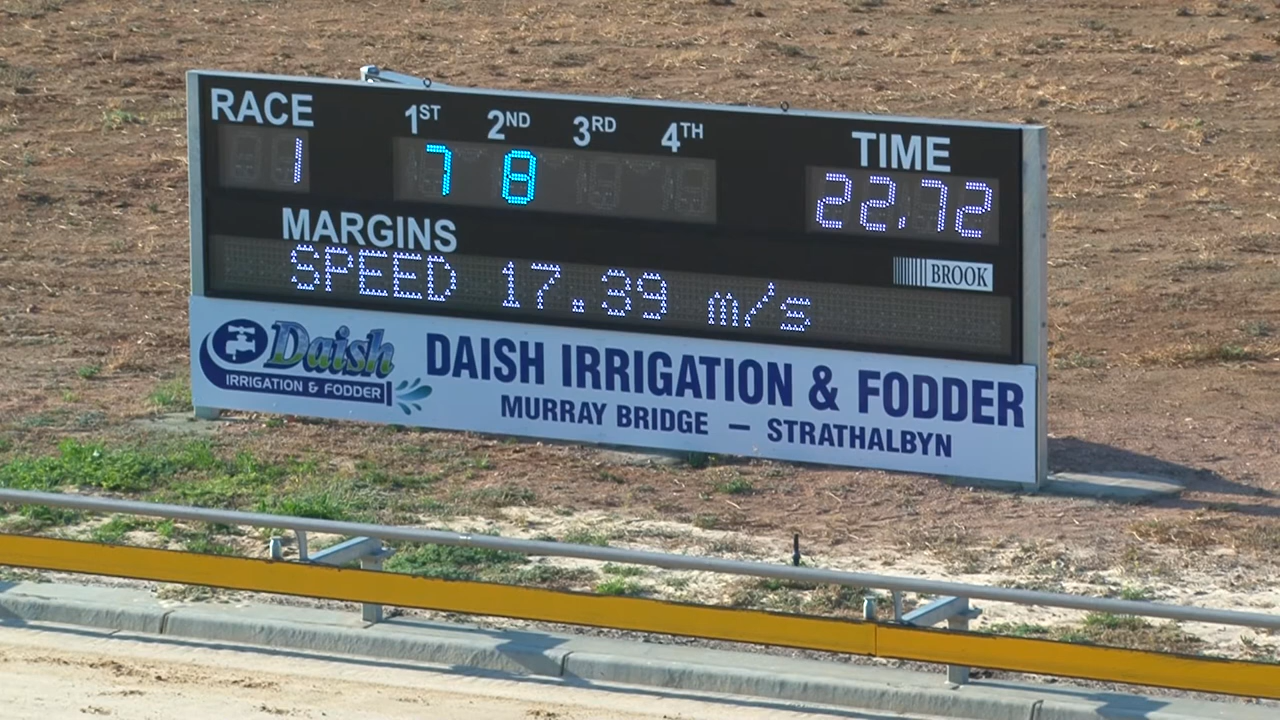 RACE 1ST 2ND 3RD 4TH TIME
1 7 8 22.72
MARGINS
BROOK
SPEED 17.39 m/s
Daish
IRRIGATION & FODDER
DAISH IRRIGATION & FODDER
MURRAY BRIDGE — STRATHALBYN